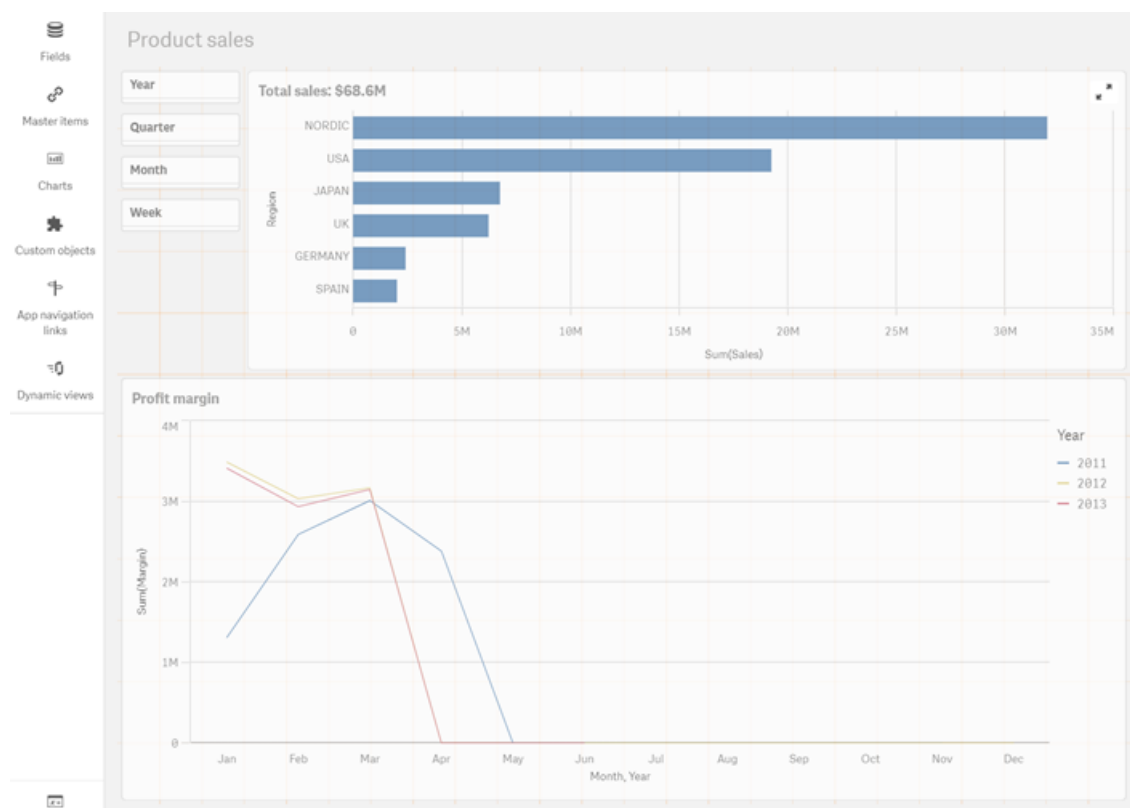 Fields
Master items
Charts
Custom objects
App navigation
links
Dynamic views
Product sales
Year
Quarter
Month
Week
Total sales: $68.6M
Region
NORDIC
USA
JAPAN
UK
GERMANY
SPAIN
0 5M 10M 15M 20M 25M 30M 35M
Sum(Sales)
Profit margin
Sum(Margin)
4M
3M
2M
1M
0
Jan Feb Mar Apr May Jun Jul Aug Sep Oct Nov Dec
Month, Year
Year
2011
2012
2013